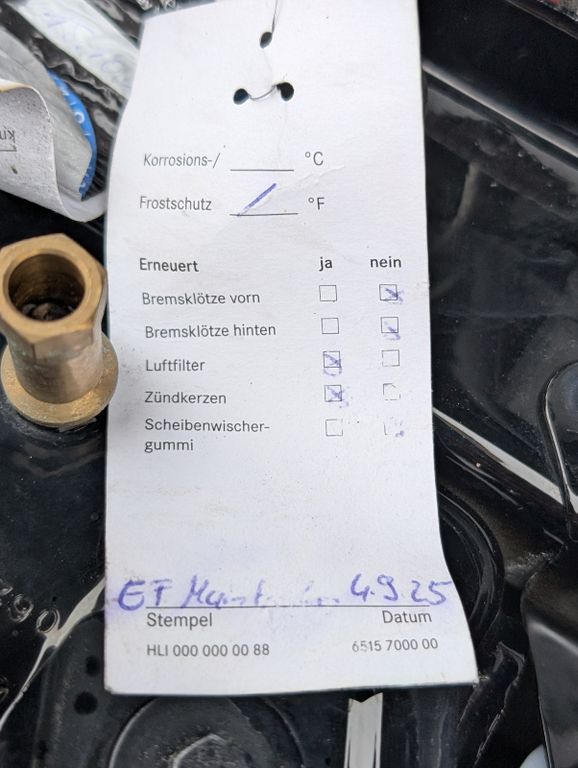 Korrosions-/ °C
Frostschutz °F
Erneuert ja nein
Bremsklötze vorn
Bremsklötze hinten
Luftfilter
Zündkerzen
Scheibenwischer-
gummi
4.9.25
Stempel Datum
HLI 000 000 00 88 6515 7000 00